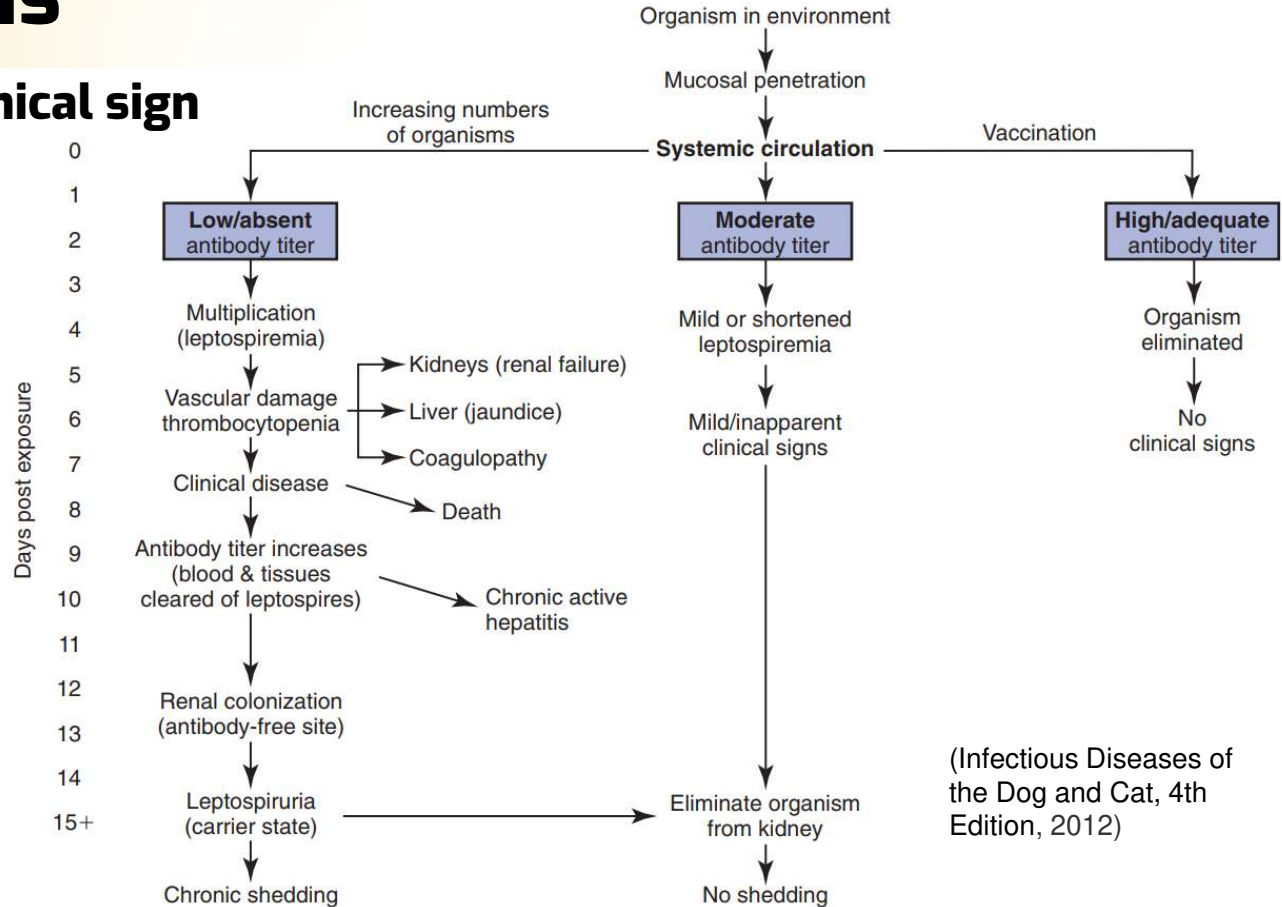 is
nical sign
Organism in environment
Mucosal penetration
Increasing numbers
of organisms
Systemic circulation
Vaccination
Days post exposure
0
1
2
3
4
5
6
7
8
9
10
11
12
13
14
15+
Low/absent
antibody titer
Multiplication
(leptospiremia)
Vascular damage
thrombocytopenia
Kidneys (renal failure)
Liver (jaundice)
Coagulopathy
Clinical disease
Death
Antibody titer increases
(blood & tissues
cleared of leptospires)
Chronic active
hepatitis
Renal colonization
(antibody-free site)
Leptospiruria
(carrier state)
Chronic shedding
Moderate
antibody titer
Mild or shortened
leptospiremia
Mild/inapparent
clinical signs
Eliminate organism
from kidney
No shedding
High/adequate
antibody titer
Organism
eliminated
No
clinical signs
(Infectious Diseases of
the Dog and Cat, 4th
Edition, 2012)